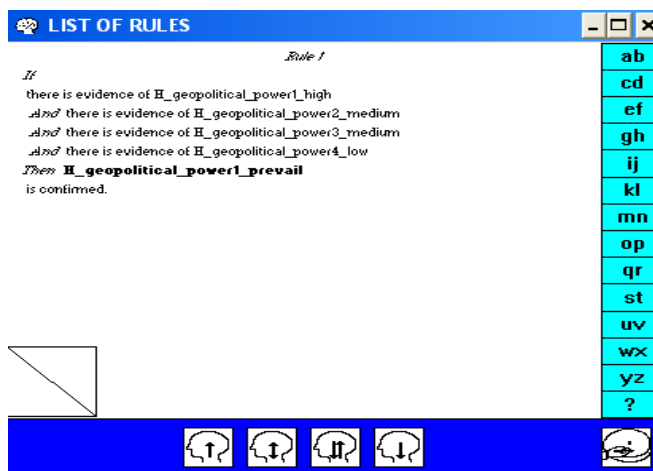 LIST OF RULES
Rule 1
If
there is evidence of H_geopolitical_power1_high
And there is evidence of H_geopolitical_power2_medium
And there is evidence of H_geopolitical_power3_medium
And there is evidence of H_geopolitical_power4_low
Then H_geopolitical_power1_prevail
is confirmed.
ab
cd
ef
gh
ij
kl
mn
op
qr
st
uv
wx
yz
?